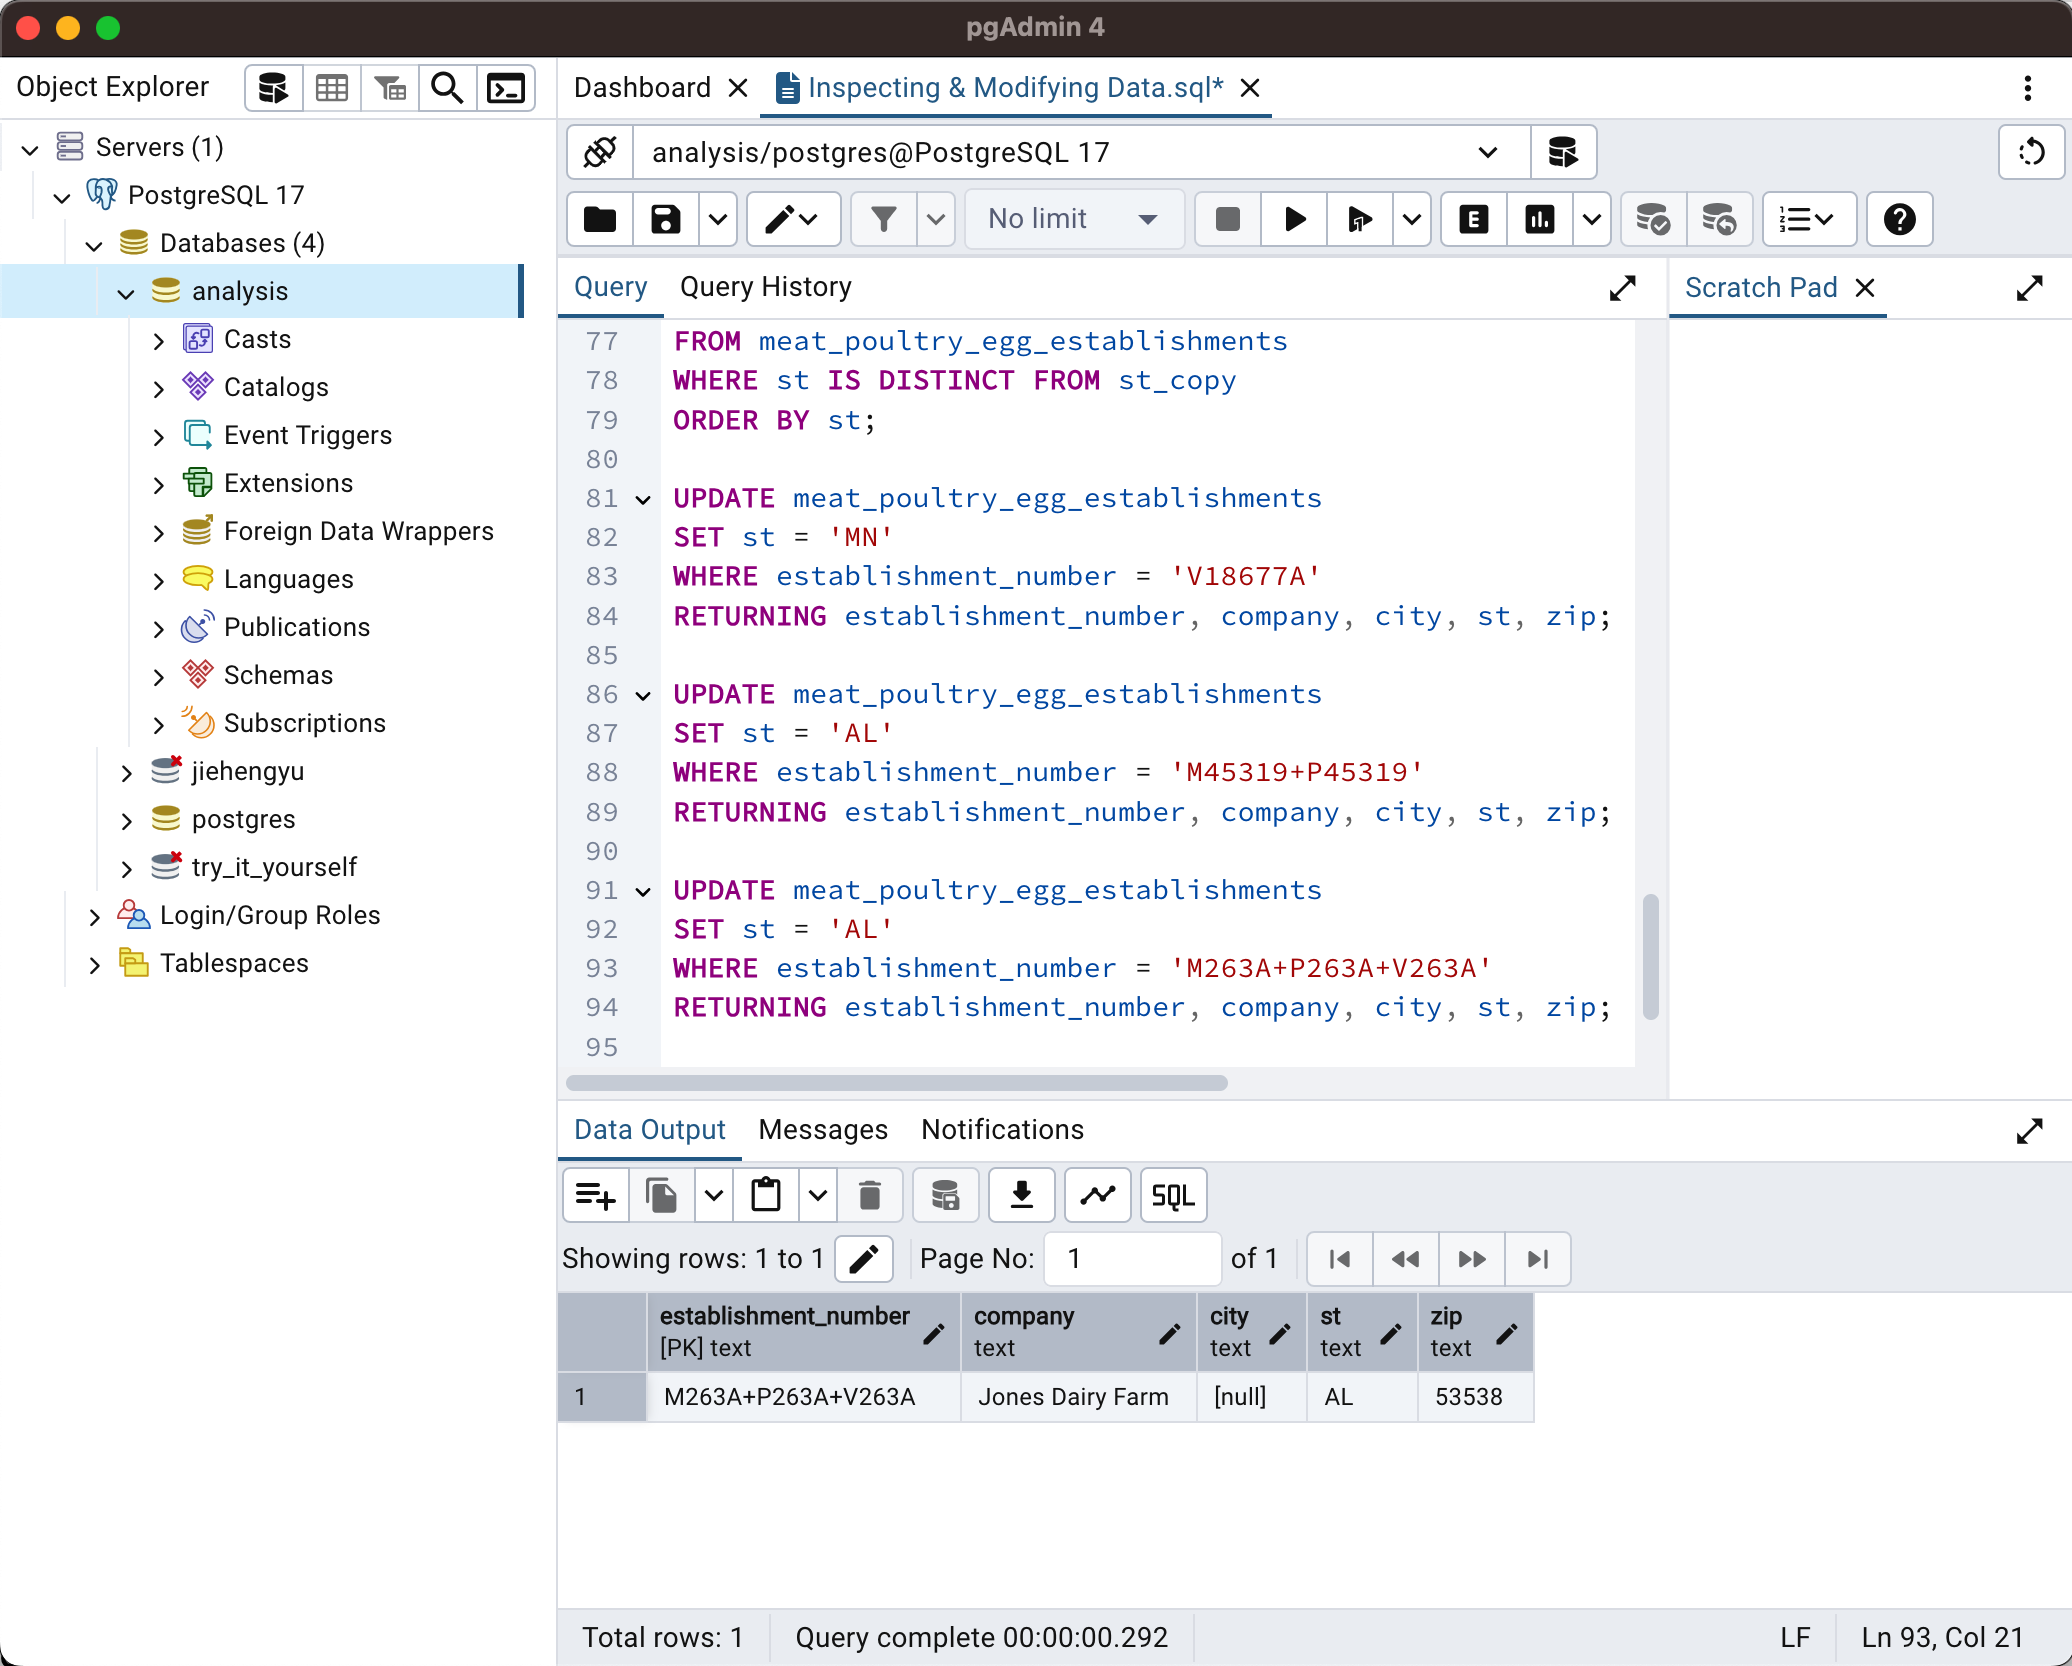 pgAdmin 4
Object Explorer
Servers (1)
PostgreSQL 17
Databases (4)
analysis
Casts
Catalogs
Event Triggers
Extensions
Foreign Data Wrappers
Languages
Publications
Schemas
Subscriptions
jiehengyu
postgres
try_it_yourself
Login/Group Roles
Tablespaces
Dashboard
Inspecting & Modifying Data.sql*
analysis/postgres@PostgreSQL 17
No limit
E
Query
Query History
Scratch Pad
77 FROM meat_poultry_egg_establishments
78 WHERE st IS DISTINCT FROM st_copy
79 ORDER BY st;
80
81 UPDATE meat_poultry_egg_establishments
82 SET st = 'MN'
83 WHERE establishment_number = 'V18677A'
84 RETURNING establishment_number, company, city, st, zip;
85
86 UPDATE meat_poultry_egg_establishments
87 SET st = 'AL'
88 WHERE establishment_number = 'M45319+P45319'
89 RETURNING establishment_number, company, city, st, zip;
90
91 UPDATE meat_poultry_egg_establishments
92 SET st = 'AL'
93 WHERE establishment_number = 'M263A+P263A+V263A'
94 RETURNING establishment_number, company, city, st, zip;
95
Data Output
Messages
Notifications
SQL
Showing rows: 1 to 1
Page No: 1 of 1
establishment_number company city st zip
[PK] text text text text text
1 M263A+P263A+V263A Jones Dairy Farm [null] AL 53538
Total rows: 1
Query complete 00:00:00.292
LF
Ln 93, Col 21